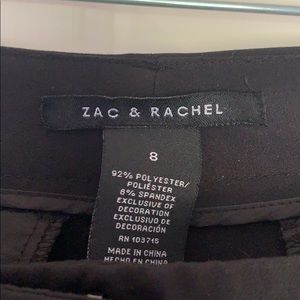 ZAC & RACHEL
8
92% POLYESTER/
POLIÉSTER
8% SPANDEX
EXCLUSIVE OF
DECORATION
EXCLUSIVO DE
DECORACIÓN
RN 103715
MADE IN CHINA
HECHO EN CHINA